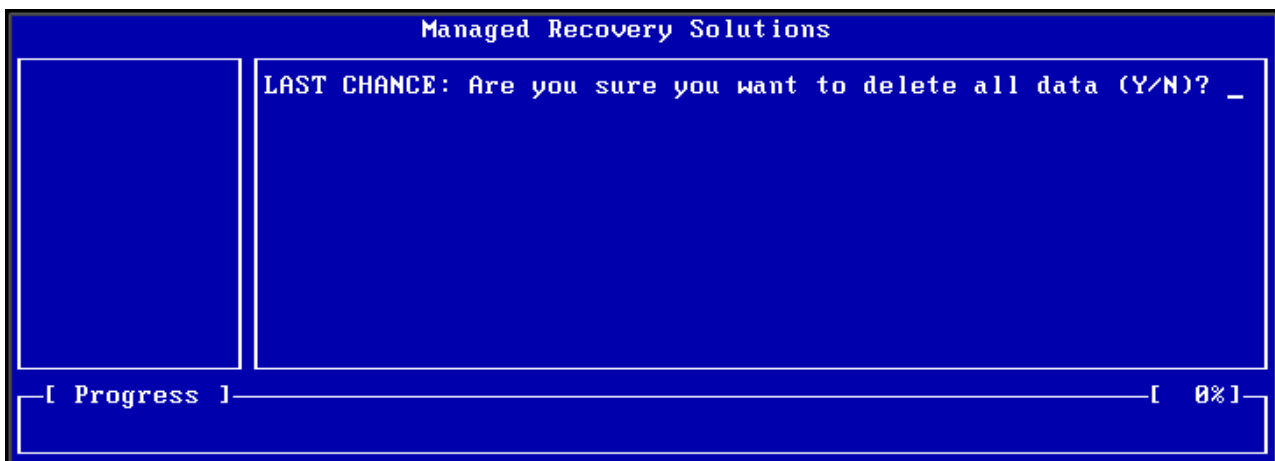 Managed Recovery Solutions
LAST CHANCE: Are you sure you want to delete all data (Y/N)? _
[ Progress ] [ 0%]